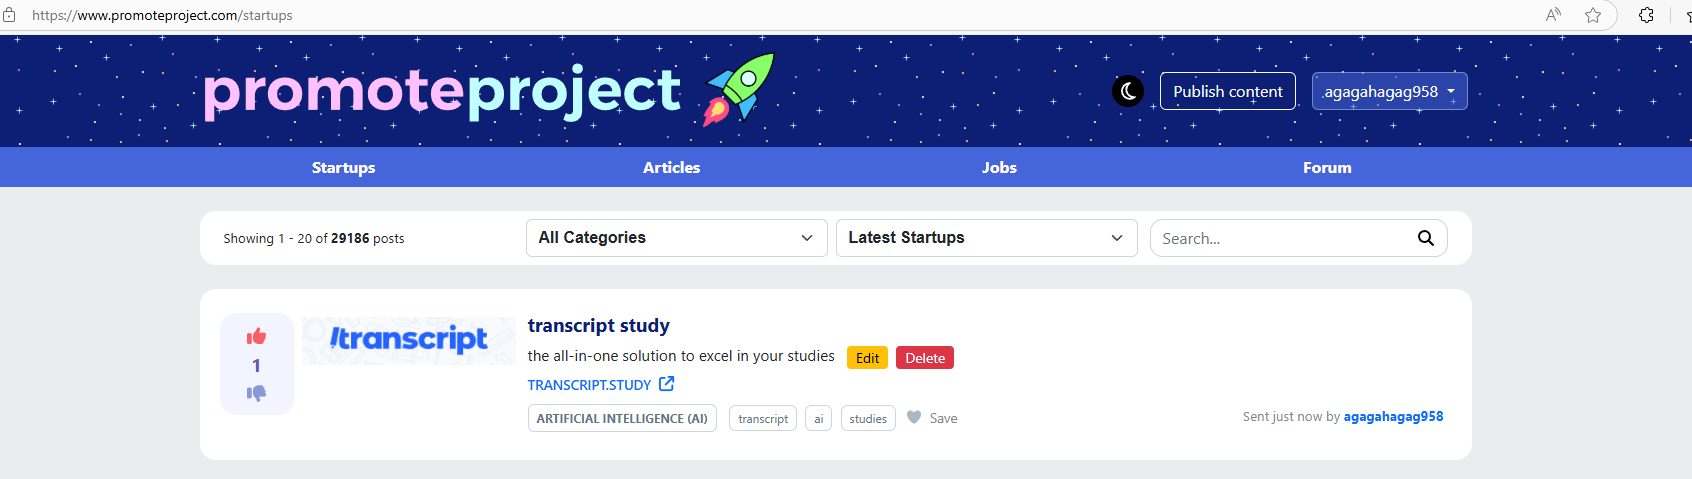 https://www.promoteproject.com/startups
promoteproject
Publish content
agagahagag958
Startups Articles Jobs Forum
Showing 1 - 20 of 29186 posts
All Categories
Latest Startups
Search...
1
/transcript
transcript study
the all-in-one solution to excel in your studies
Edit
Delete
TRANSCRIPT.STUDY
ARTIFICIAL INTELLIGENCE (AI)
transcript
ai
studies
Save
Sent just now by agagahagag958